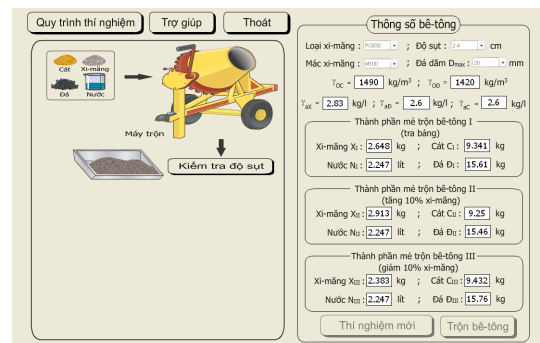 Quy trình thí nghiệm Trợ giúp Thoát
Cát Xi-măng
Đá Nước
Máy trộn
Kiểm tra độ sụt
Thông số bê-tông
Loại xi-măng : PCB30 ; Độ sụt : 2-4 cm
Mác xi-măng : M100 ; Đá dăm Dmax : 20 mm
γOC = 1490 kg/m³ ; γOĐ = 1420 kg/m³
γaX = 2.83 kg/l ; γaĐ = 2.6 kg/l ; γaC = 2.6 kg/l
Thành phần mẻ trộn bê-tông I
(tra bảng)
Xi-măng XI : 2.648 kg ; Cát CI : 9.341 kg
Nước NI : 2.247 lít ; Đá ĐI : 15.61 kg
Thành phần mẻ trộn bê-tông II
(tăng 10% xi-măng)
Xi-măng XII : 2.913 kg ; Cát CII : 9.25 kg
Nước NII : 2.247 lít ; Đá ĐII : 15.46 kg
Thành phần mẻ trộn bê-tông III
(giảm 10% xi-măng)
Xi-măng XIII : 2.383 kg ; Cát CIII : 9.432 kg
Nước NIII : 2.247 lít ; Đá ĐIII : 15.76 kg
Thí nghiệm mới Trộn bê-tông